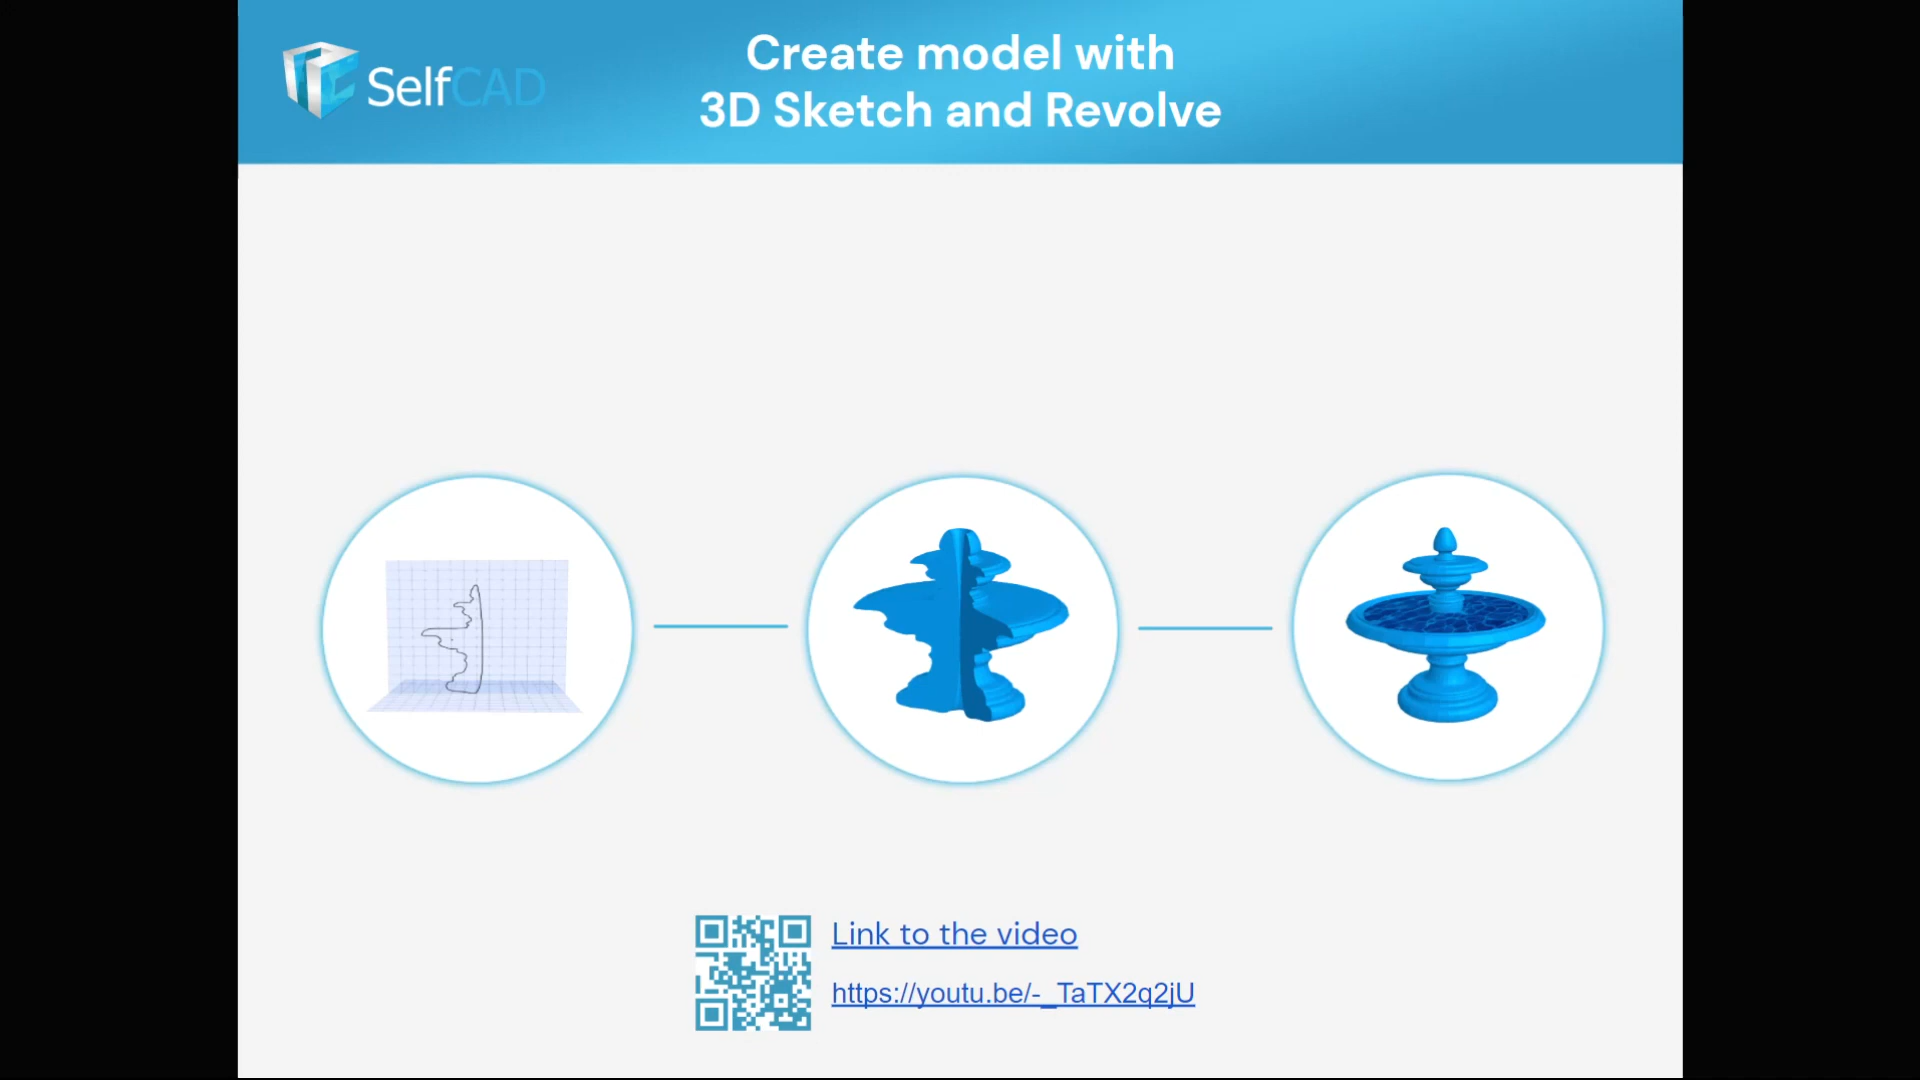 SelfCAD
Create model with
3D Sketch and Revolve
Link to the video
https://youtu.be/-_TaTX2q2jU